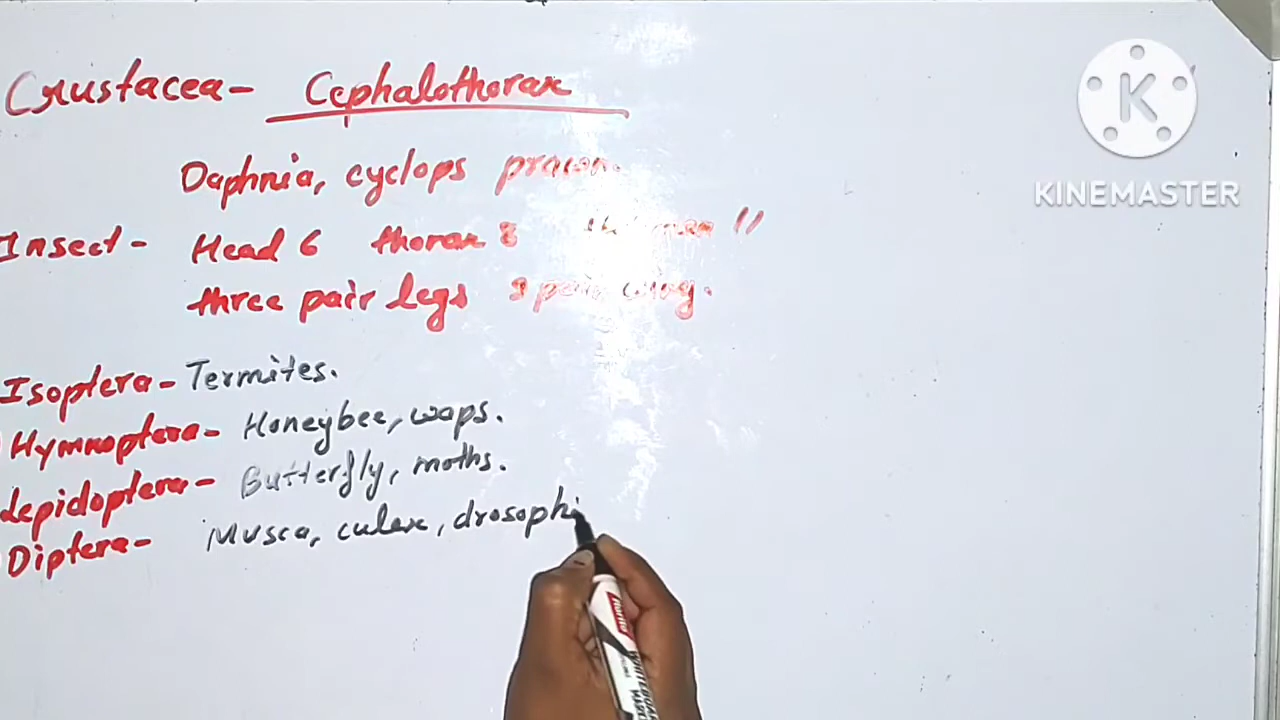 Crustacea- Cephalothorax
Daphnia, cyclops prawn.
Insect- Head 6 thorax 3 11
three pair legs 2 pair wing.
Isoptera- Termites.
Hymnoptera- Honeybee, waps.
Lepidoptera- Butterfly, moths.
Diptera- Musca, culex, drosophi
K
KINEMASTER